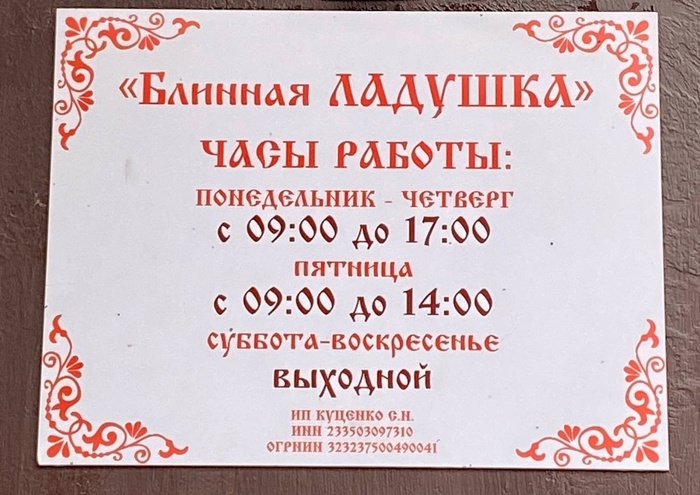 «Блинная ЛАДУШКА»
ЧАСЫ РАБОТЫ:
ПОНЕДЕЛЬНИК - ЧЕТВЕРГ
с 09:00 до 17:00
ПЯТНИЦА
с 09:00 до 14:00
СУББОТА-ВОСКРЕСЕНЬЕ
ВЫХОДНОЙ
ИП КУЦЕНКО С.Н.
ИНН 233503097310
ОГРНИП 323237500490041